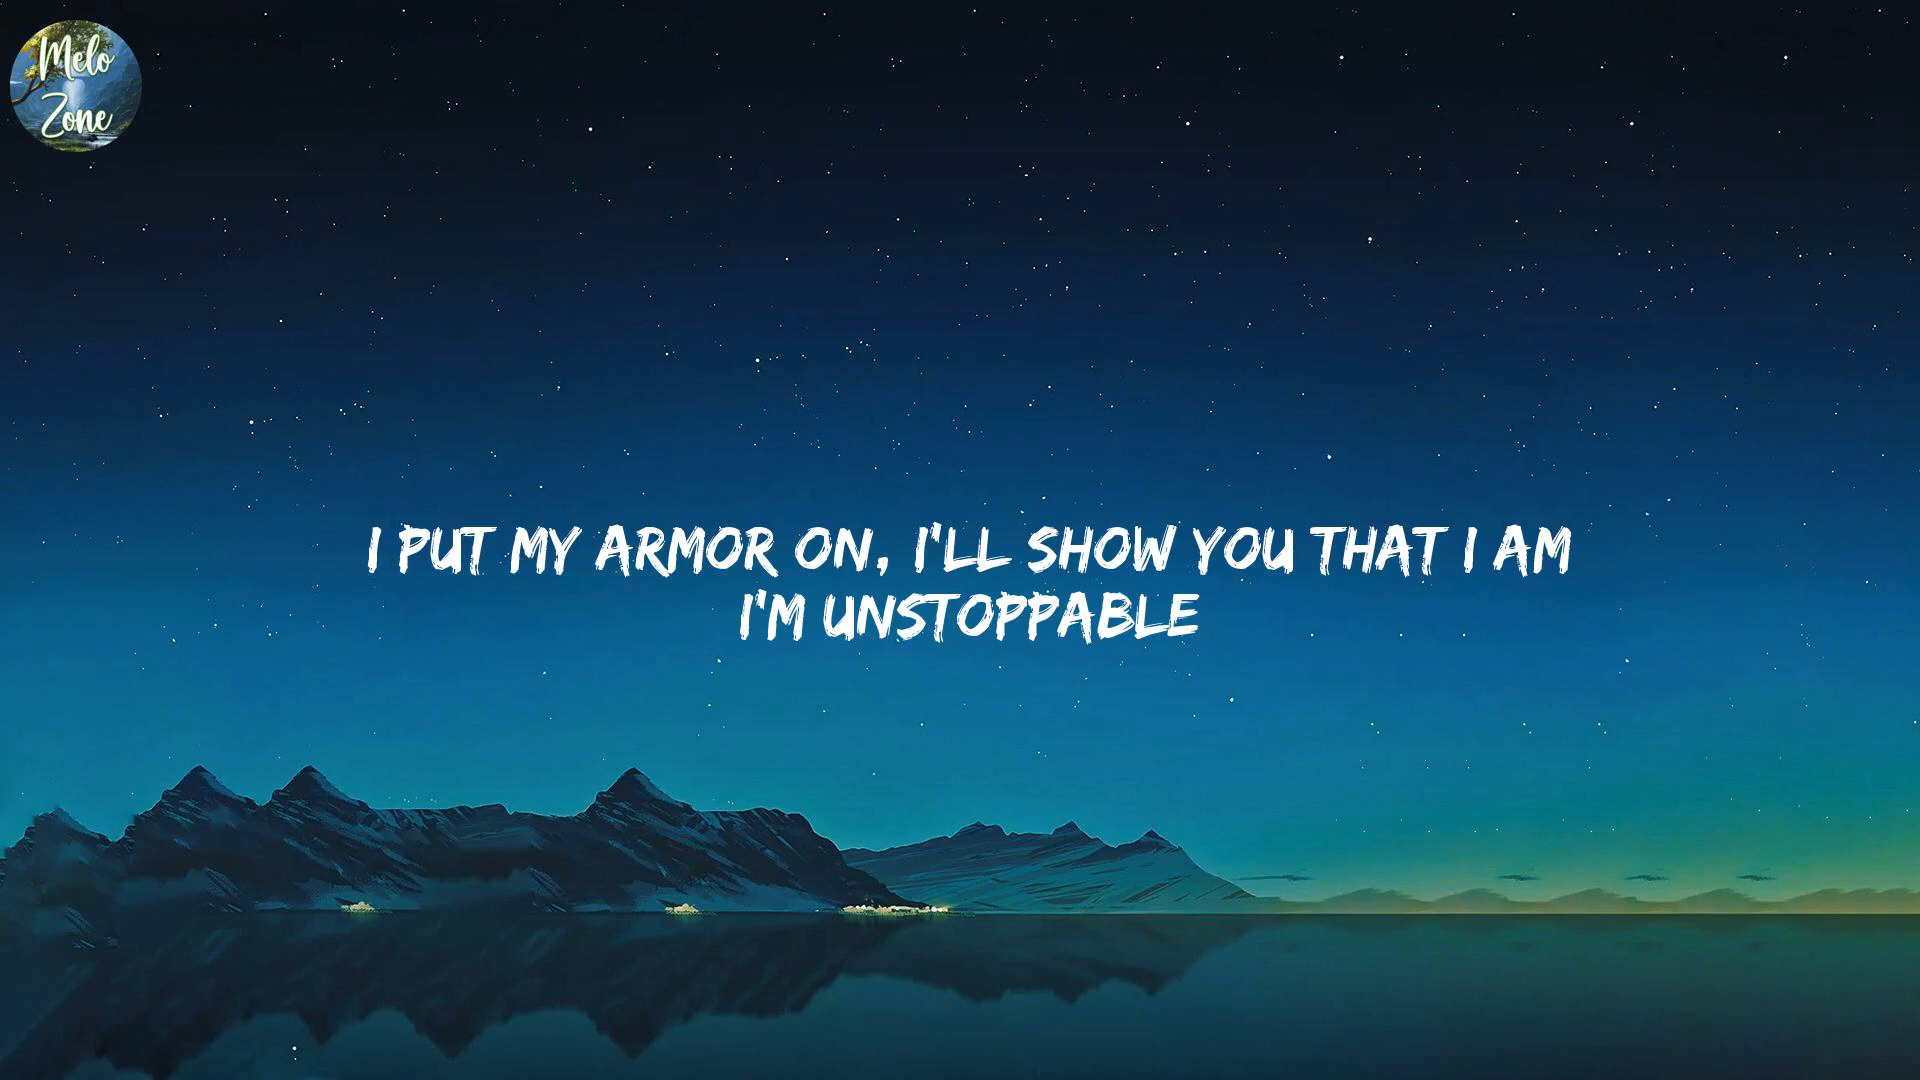 Melo
Zone
I PUT MY ARMOR ON, I'LL SHOW YOU THAT I AM
I'M UNSTOPPABLE